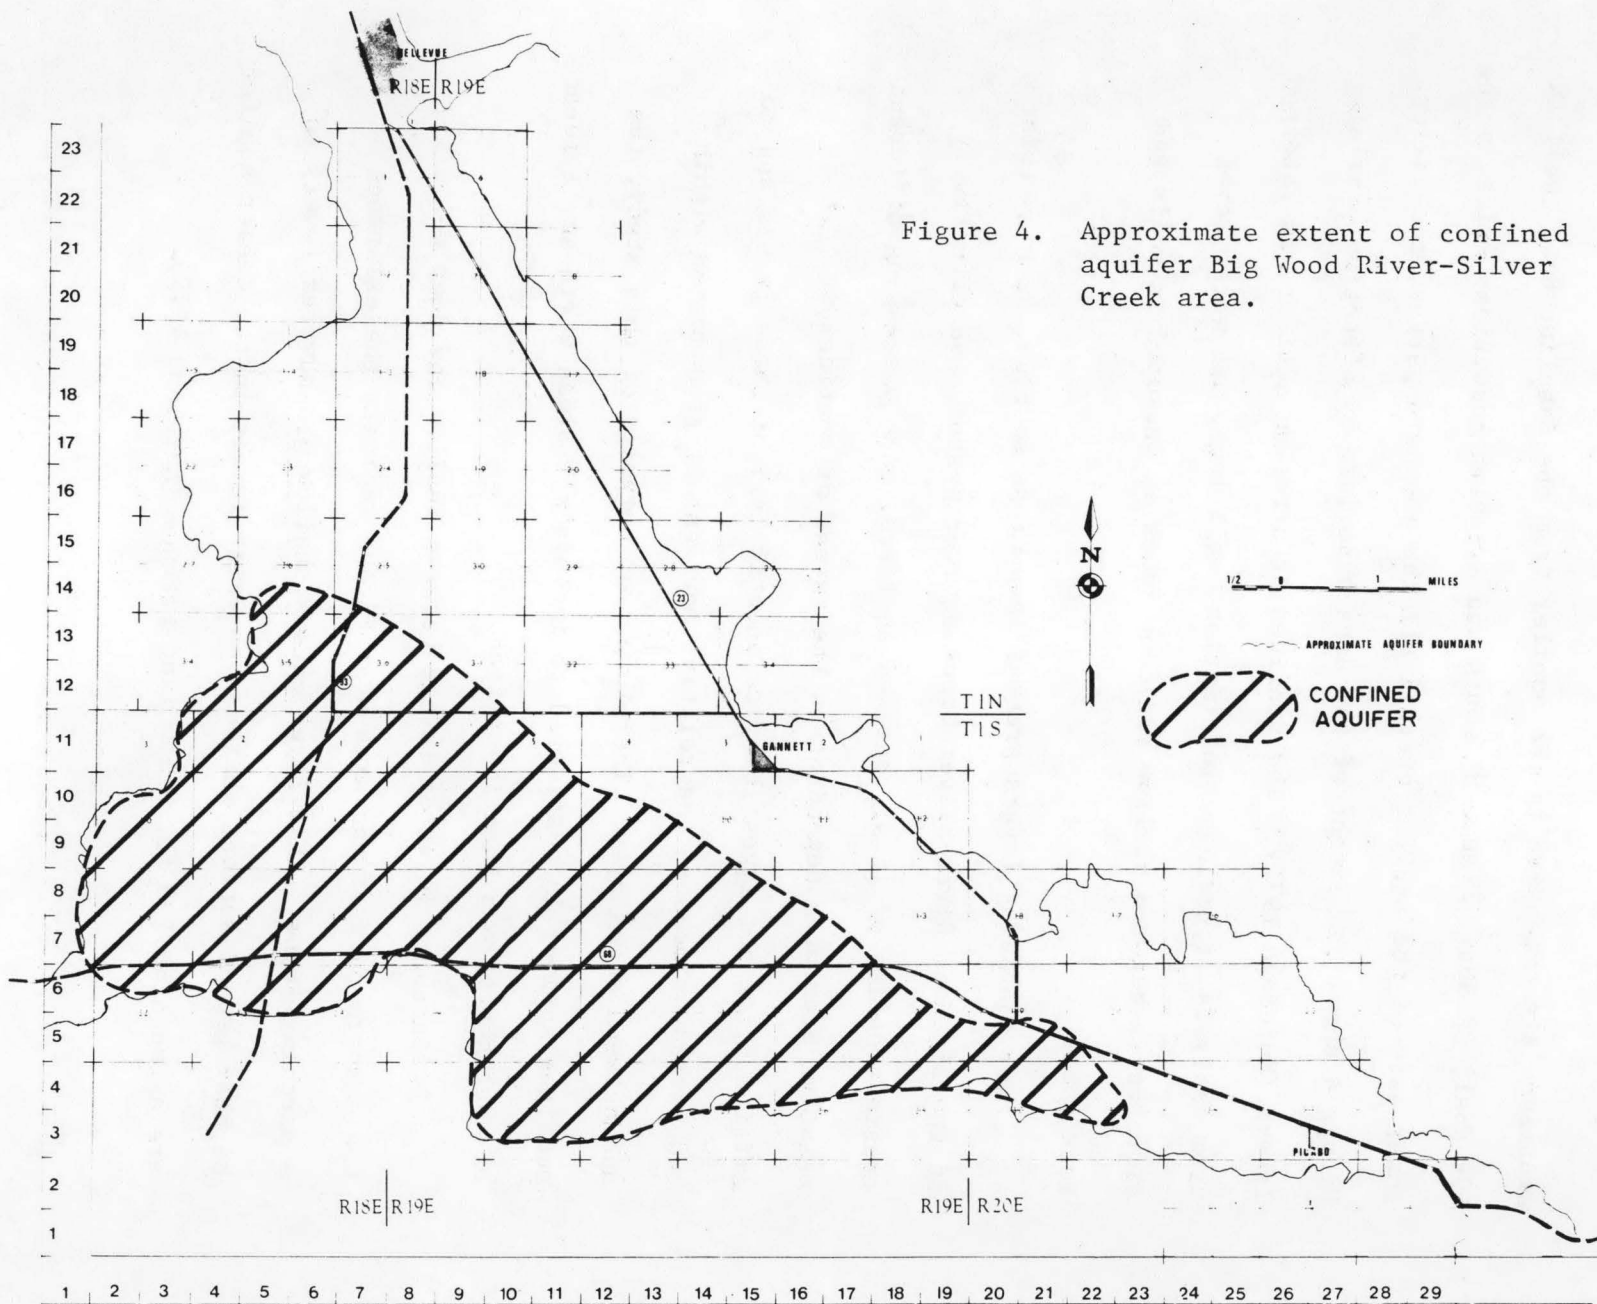 BELLEVUE
R18E R19E
Figure 4. Approximate extent of confined
aquifer Big Wood River-Silver
Creek area.
23
22
21
20
19
18
17
16
15
14
13
12
11
10
9
8
7
6
5
4
3
2
1
N
1/2 0 1 MILES
APPROXIMATE AQUIFER BOUNDARY
CONFINED
AQUIFER
T1N
T1S
23
93
68
GANNETT
PICABO
R18E R19E
R19E R20E
1 2 3 4 5 6 7 8 9 10 11 12 13 14 15 16 17 18 19 20 21 22 23 24 25 26 27 28 29